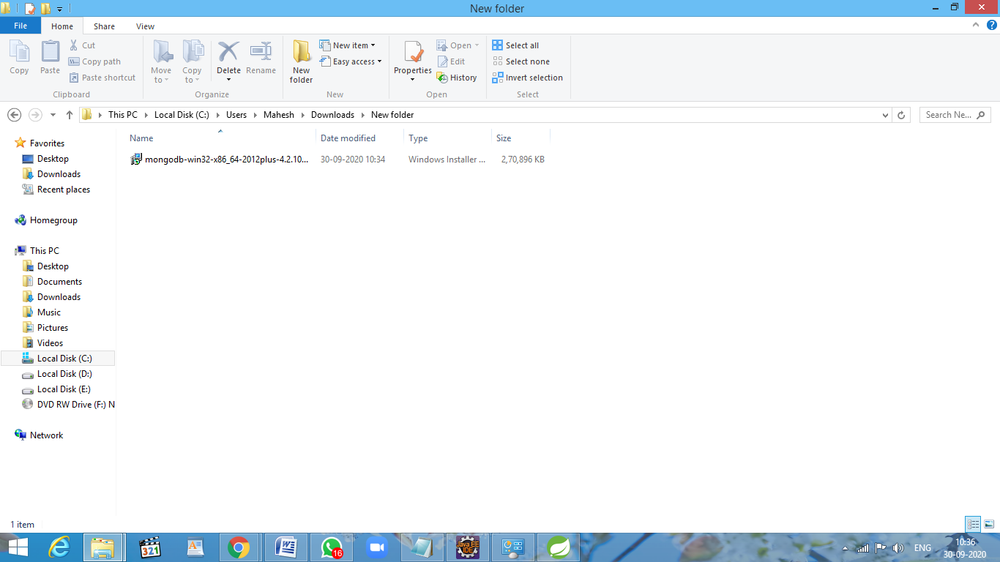 New folder
File Home Share View
Copy
Paste
Cut
Copy path
Paste shortcut
Clipboard
Move to
Copy to
Delete
Rename
Organize
New folder
New item
Easy access
New
Properties
Open
Edit
History
Open
Select all
Select none
Invert selection
Select
This PC Local Disk (C:) Users Mahesh Downloads New folder
Search Ne...
Favorites
Desktop
Downloads
Recent places
Homegroup
This PC
Desktop
Documents
Downloads
Music
Pictures
Videos
Local Disk (C:)
Local Disk (D:)
Local Disk (E:)
DVD RW Drive (F:) N
Network
Name Date modified Type Size
mongodb-win32-x86_64-2012plus-4.2.10... 30-09-2020 10:34 Windows Installer ... 2,70,896 KB
1 item
321
16
Java EE
IDE
ENG
10:36
30-09-2020